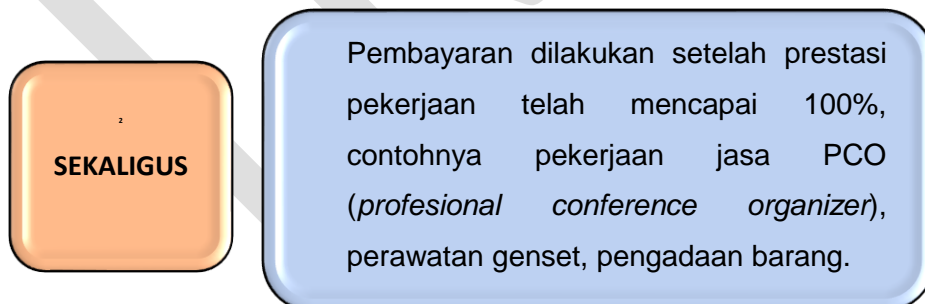 2
SEKALIGUS
Pembayaran dilakukan setelah prestasi
pekerjaan telah mencapai 100%,
contohnya pekerjaan jasa PCO
(profesional conference organizer),
perawatan genset, pengadaan barang.